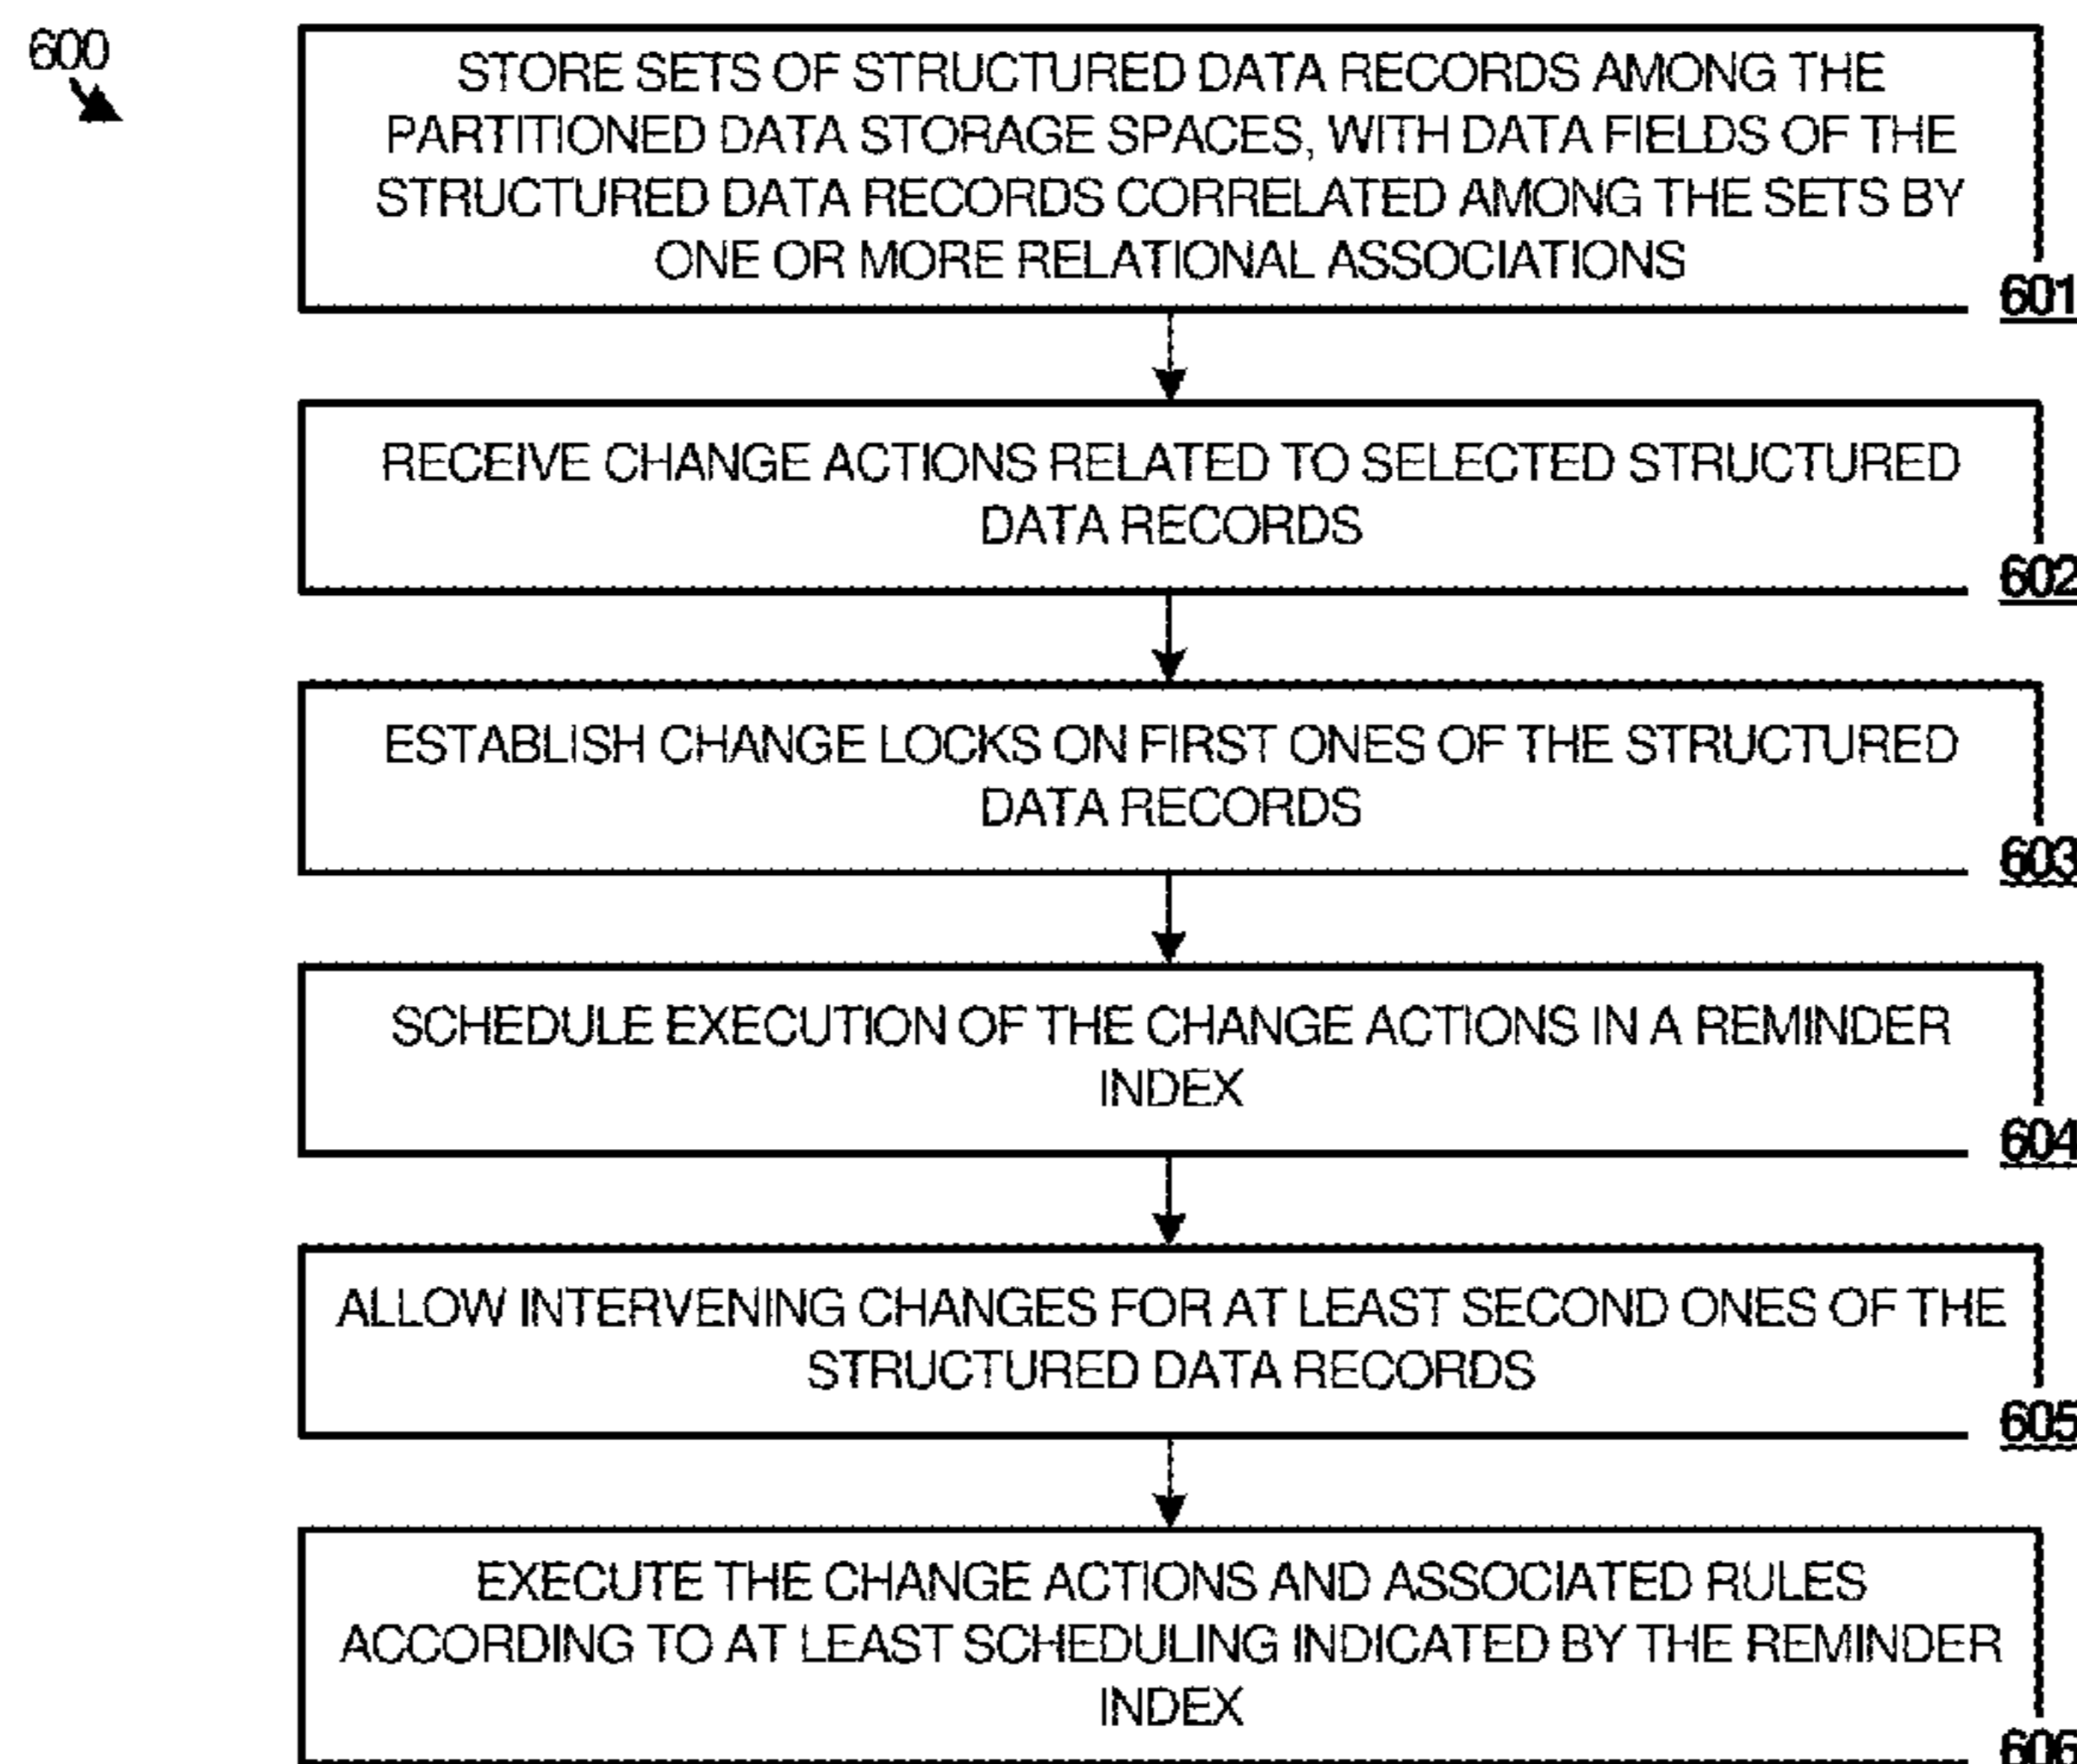 600
STORE SETS OF STRUCTURED DATA RECORDS AMONG THE
PARTITIONED DATA STORAGE SPACES, WITH DATA FIELDS OF THE
STRUCTURED DATA RECORDS CORRELATED AMONG THE SETS BY
ONE OR MORE RELATIONAL ASSOCIATIONS
601
RECEIVE CHANGE ACTIONS RELATED TO SELECTED STRUCTURED
DATA RECORDS
602
ESTABLISH CHANGE LOCKS ON FIRST ONES OF THE STRUCTURED
DATA RECORDS
603
SCHEDULE EXECUTION OF THE CHANGE ACTIONS IN A REMINDER
INDEX
604
ALLOW INTERVENING CHANGES FOR AT LEAST SECOND ONES OF THE
STRUCTURED DATA RECORDS
605
EXECUTE THE CHANGE ACTIONS AND ASSOCIATED RULES
ACCORDING TO AT LEAST SCHEDULING INDICATED BY THE REMINDER
INDEX
606